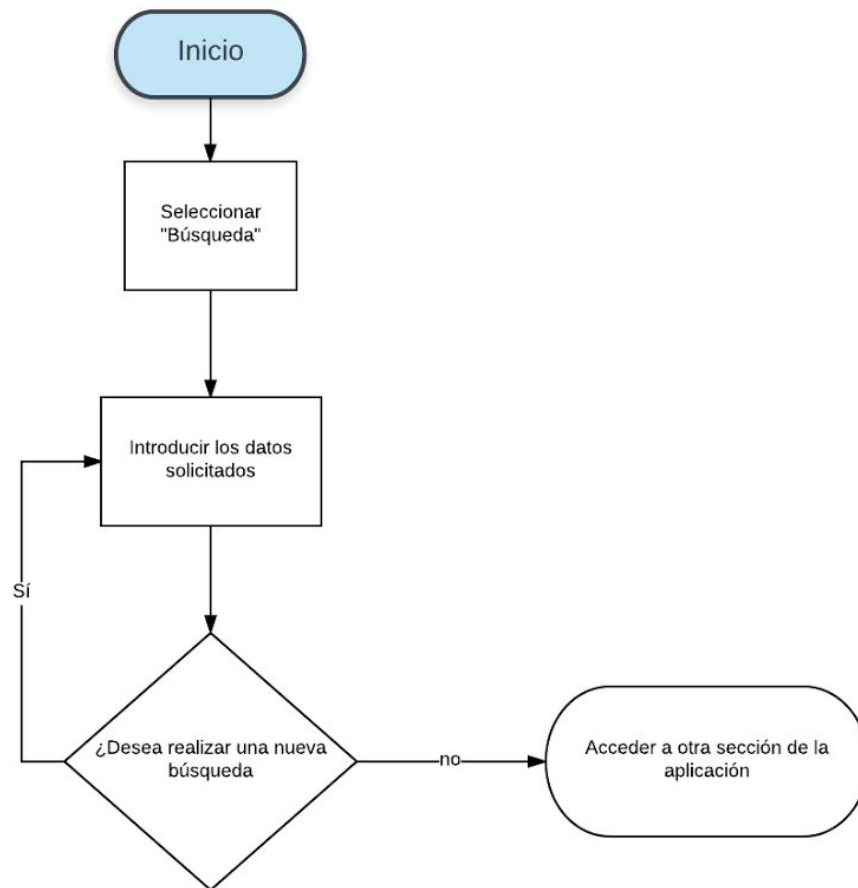 Inicio
Seleccionar
"Búsqueda"
Introducir los datos
solicitados
Sí
¿Desea realizar una nueva
búsqueda
no
Acceder a otra sección de la
aplicación